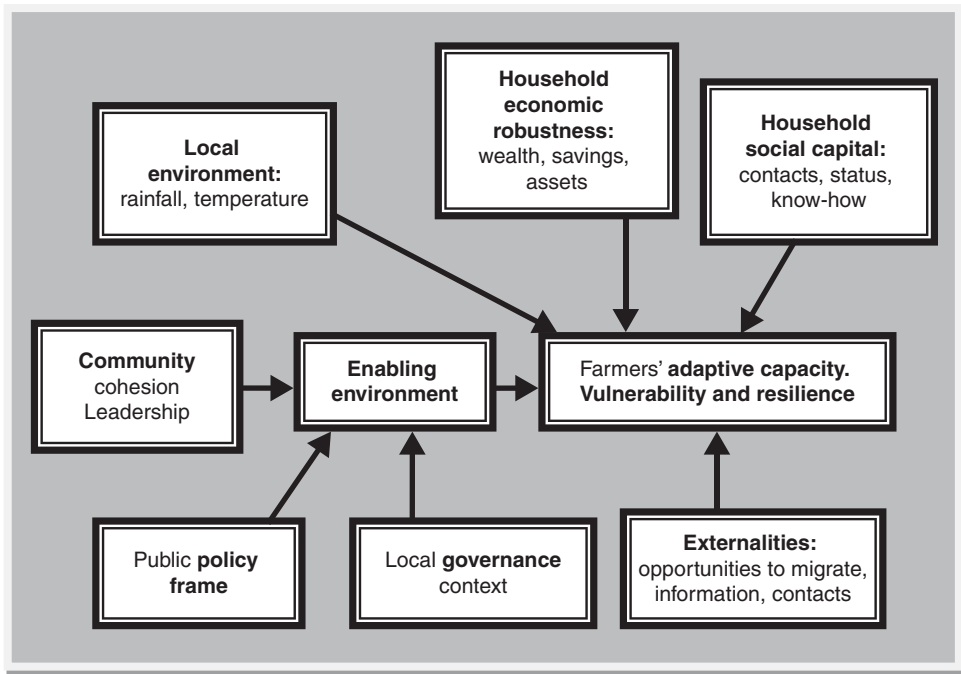 Household
economic
robustness:
wealth, savings,
assets
Household
social capital:
contacts, status,
know-how
Local
environment:
rainfall, temperature
Community
cohesion
Leadership
Enabling
environment
Farmers' adaptive capacity.
Vulnerability and resilience
Public policy
frame
Local governance
context
Externalities:
opportunities to migrate,
information, contacts